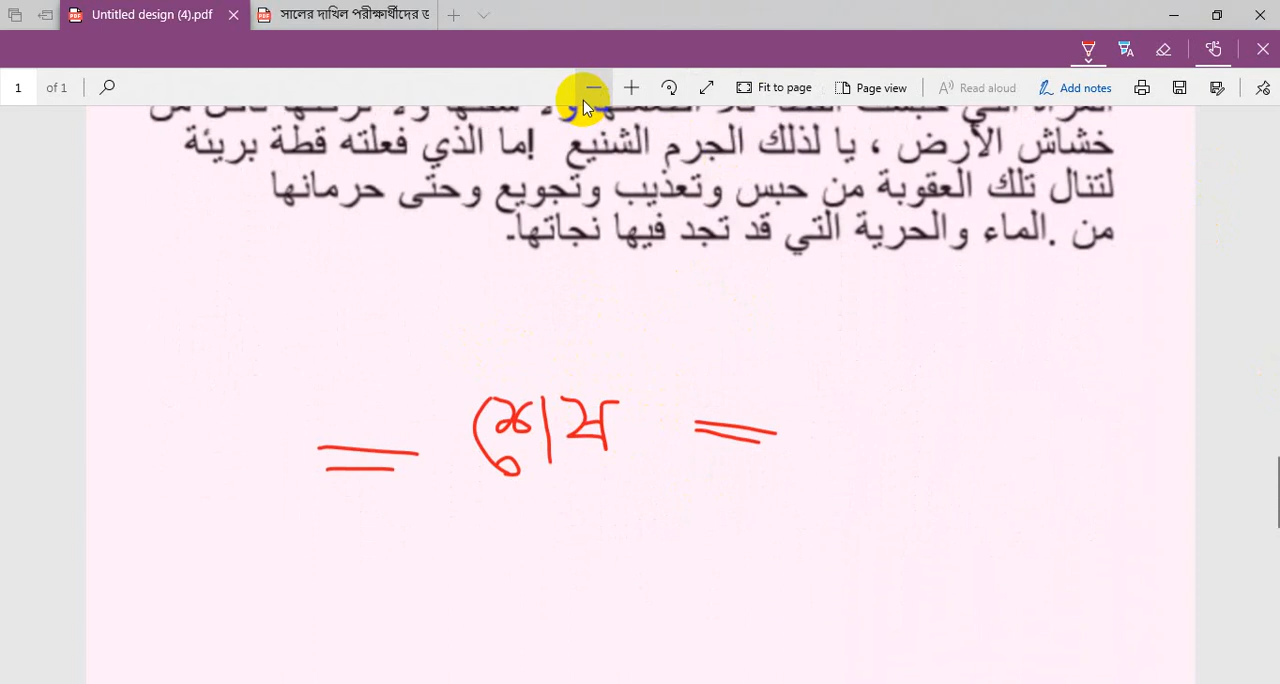 Untitled design (4).pdf
সালের দাখিল পরীক্ষার্থীদের
1 of 1
Fit to page
Page view
Read aloud
Add notes
خشاش الأرض ، يا لذلك الجرم الشنيع !ما الذي فعلته قطة بريئة
لتنال تلك العقوبة من حبس وتعذيب وتجويع وحتى حرمانها
من .الماء والحرية التي قد تجد فيها نجاتها.
= শেষ =